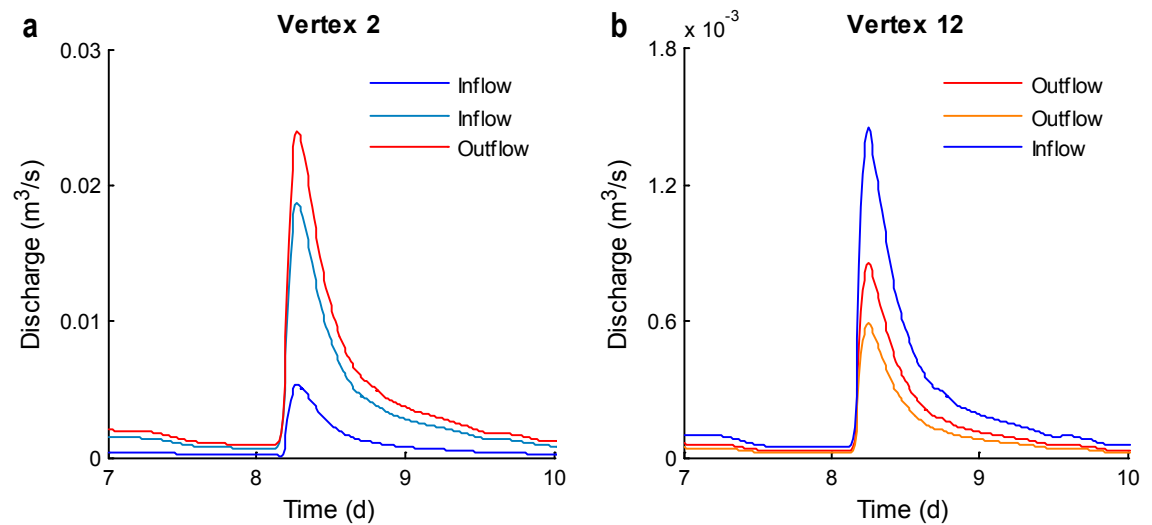 a
Vertex 2
0.03
0.02
0.01
0
Discharge (m³/s)
Inflow
Inflow
Outflow
7
8
9
10
Time (d)
b
x 10⁻³
Vertex 12
1.8
1.2
0.6
0
Discharge (m³/s)
Outflow
Outflow
Inflow
7
8
9
10
Time (d)